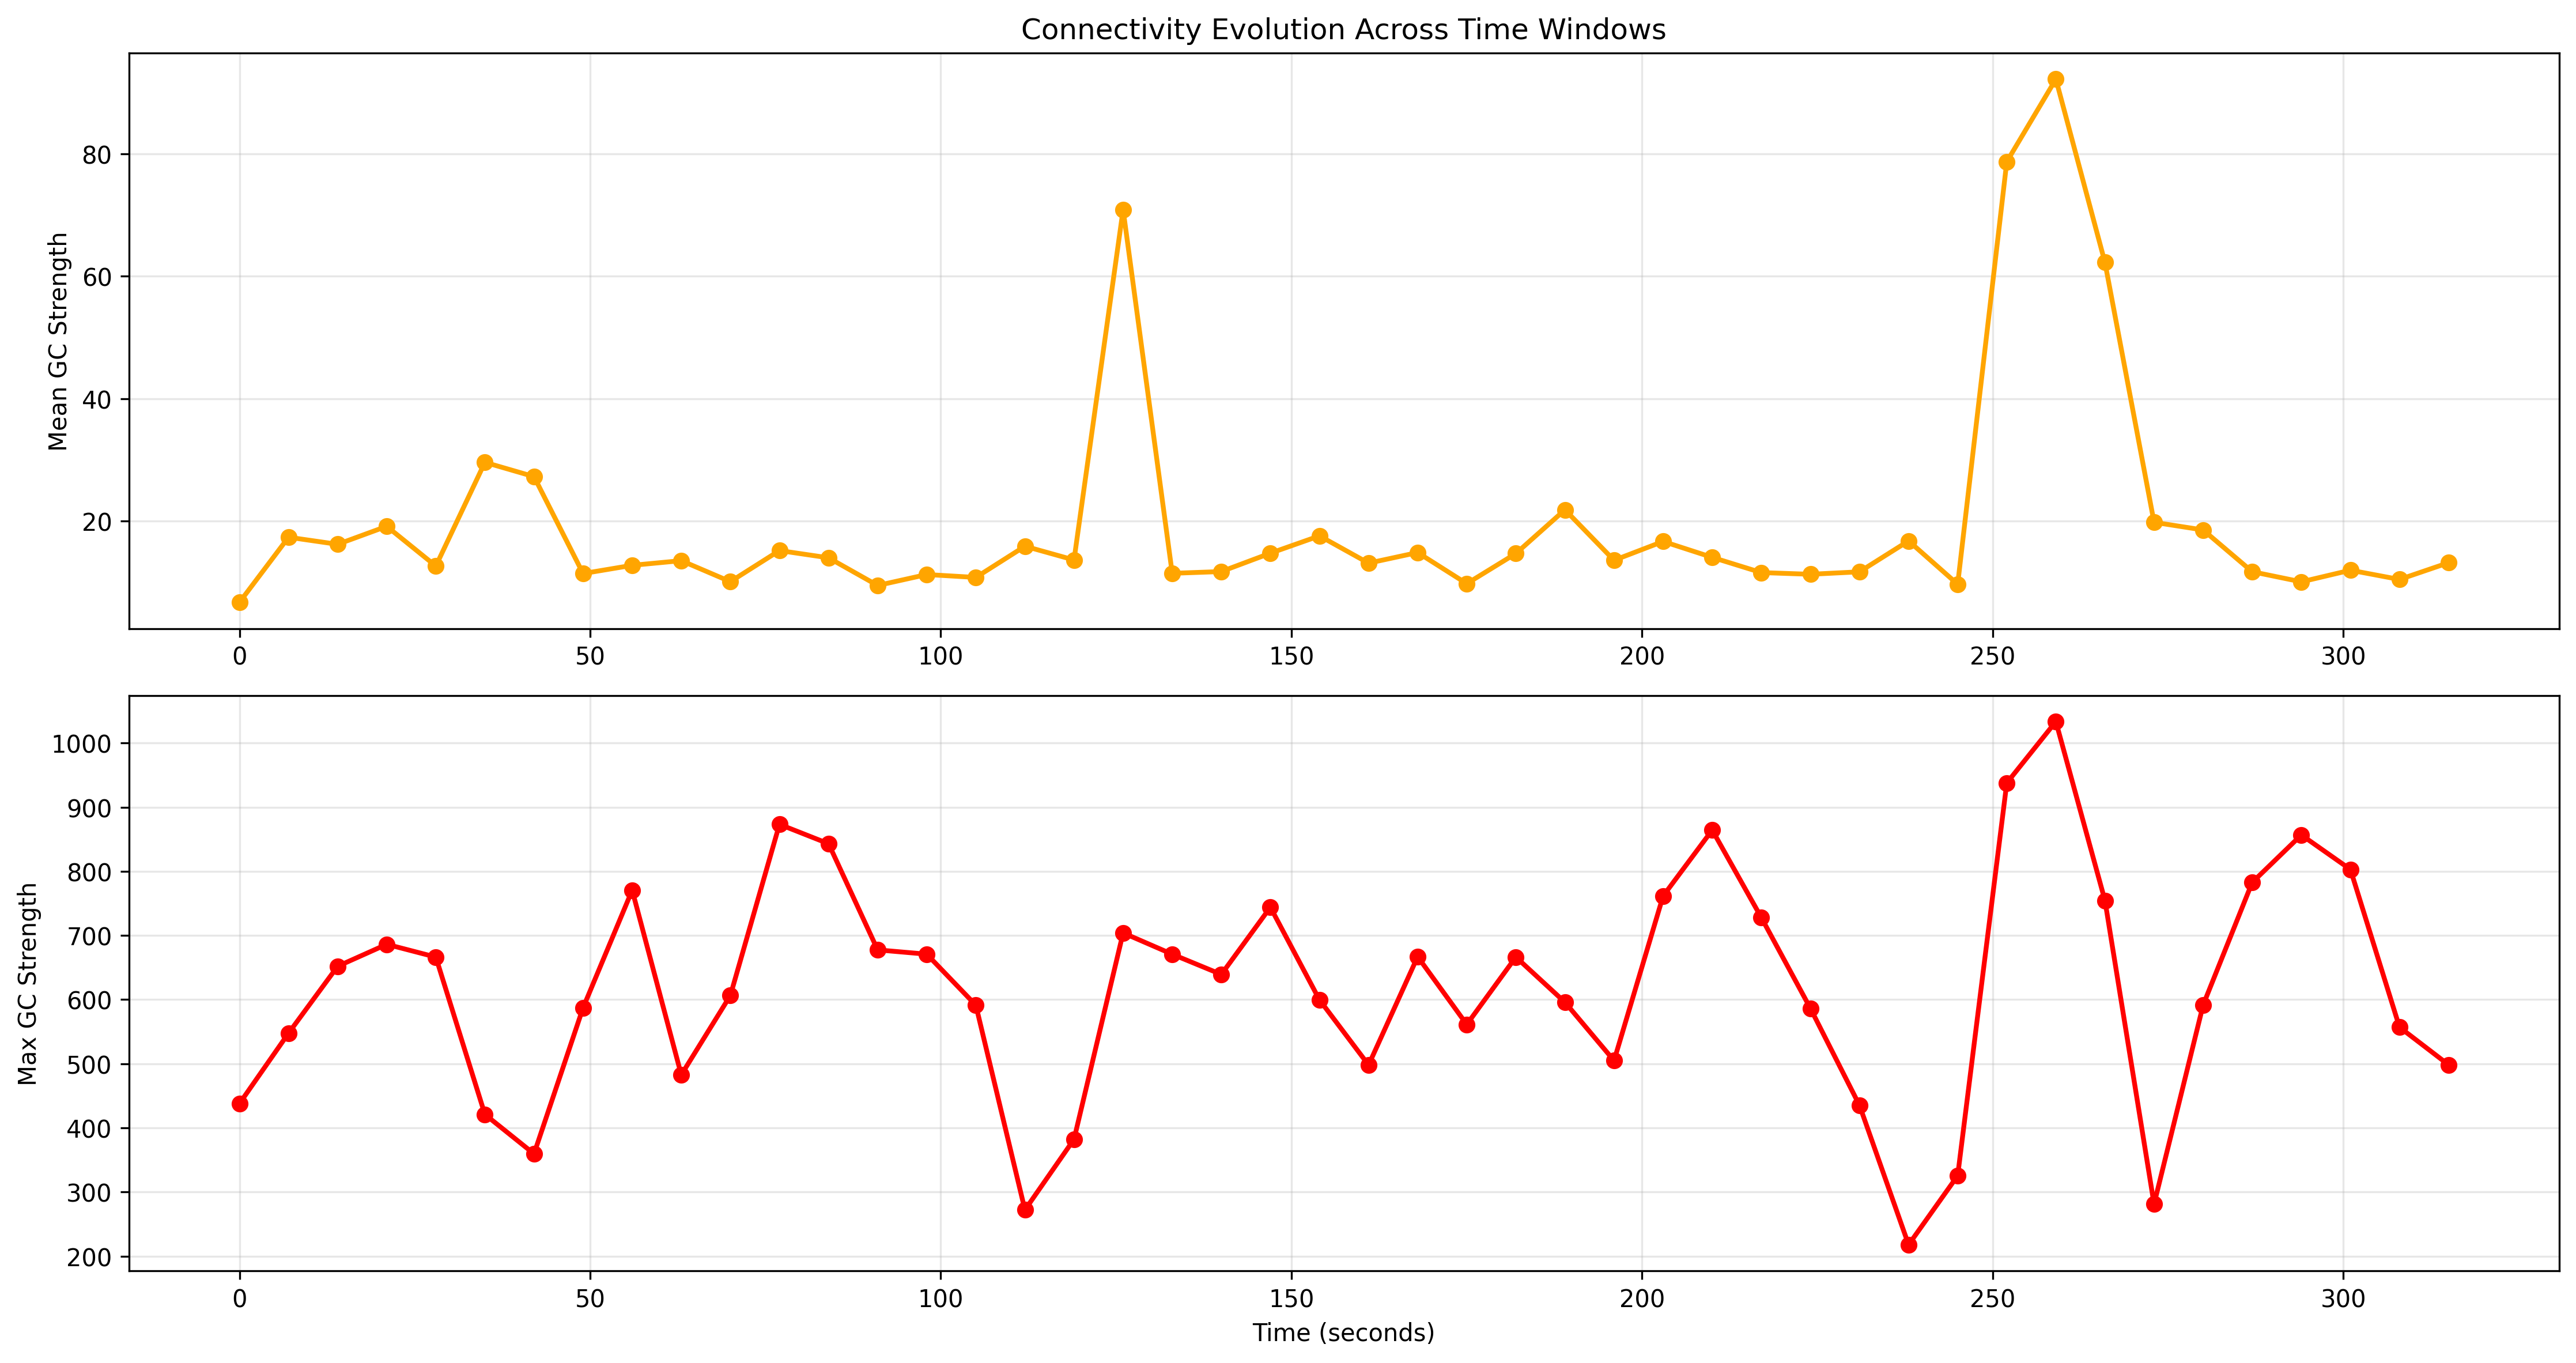 Connectivity Evolution Across Time Windows
Mean GC Strength
80
60
40
20
0 50 100 150 200 250 300
Max GC Strength
1000
900
800
700
600
500
400
300
200
0 50 100 150 200 250 300
Time (seconds)